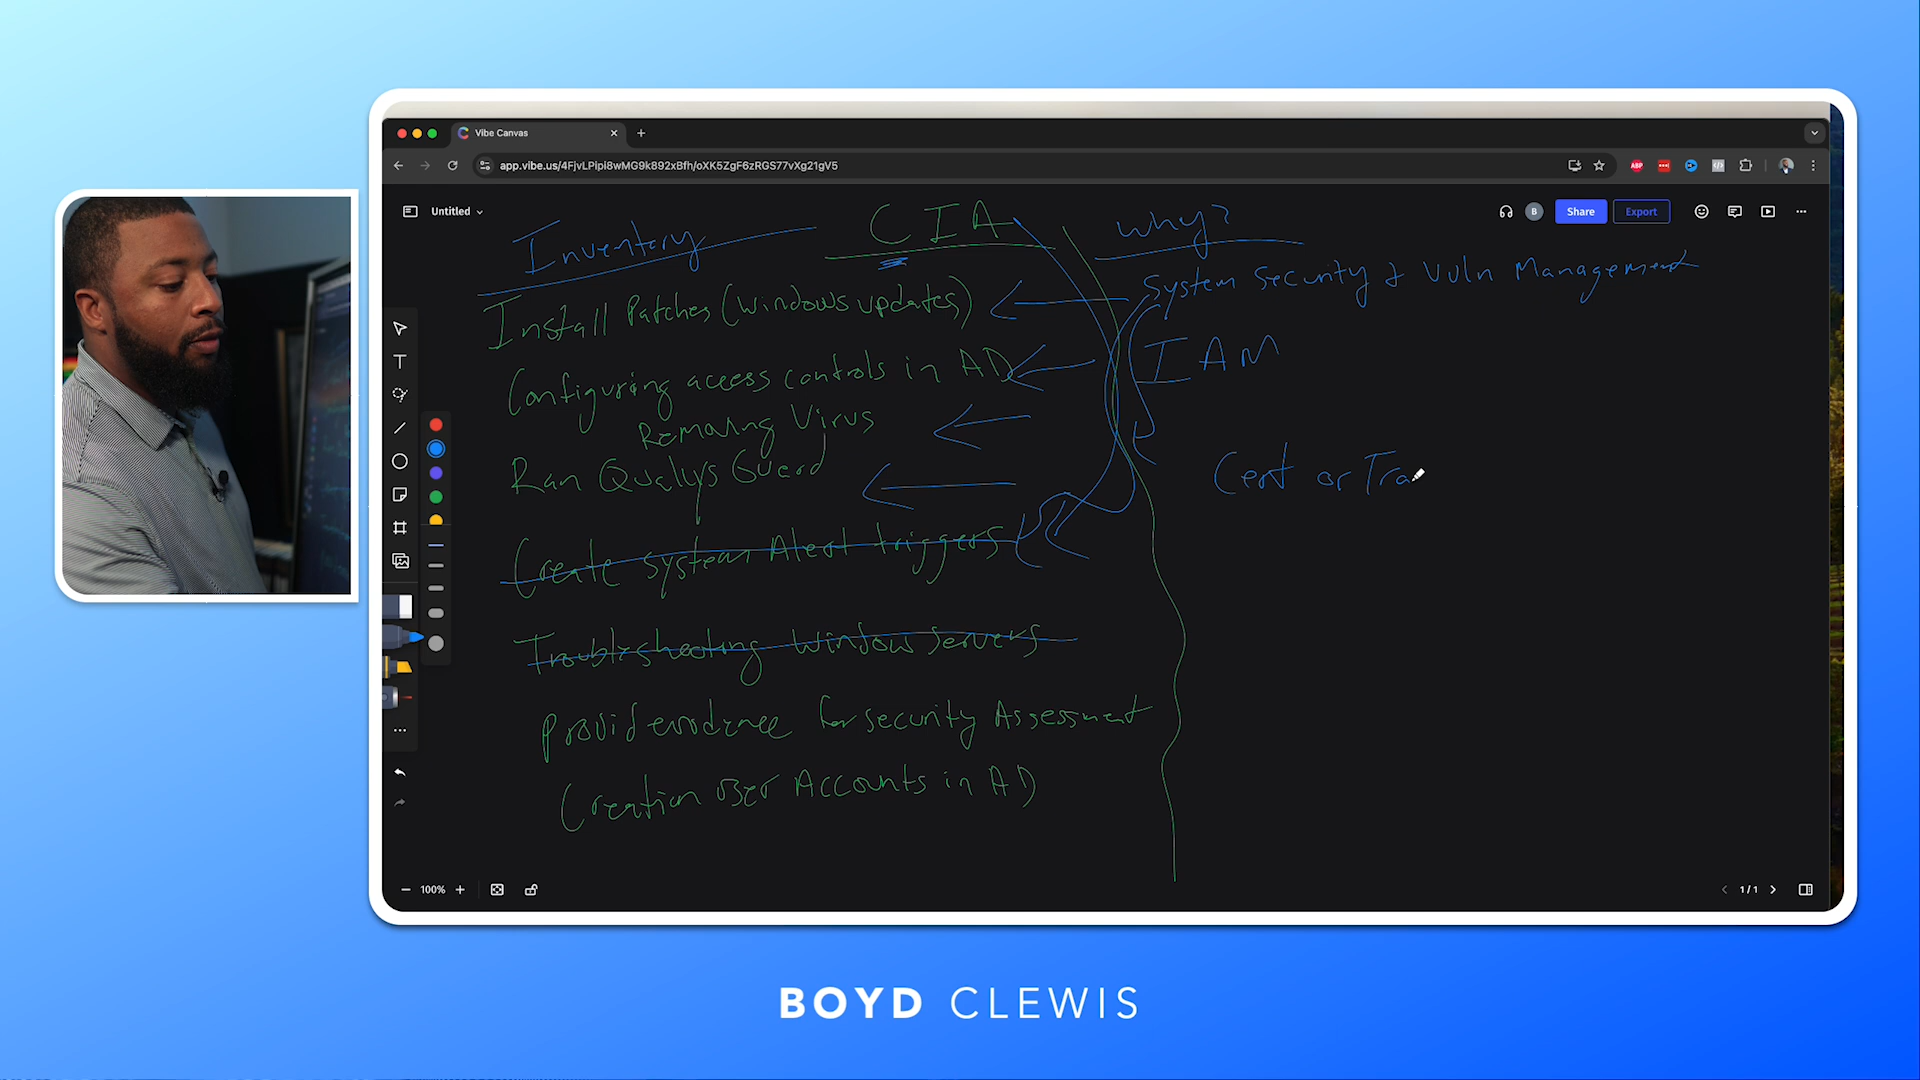 Vibe Canvas
app.vibe.us/4FjvLPipi8wMG9k892xBfh/oXK5ZgF6zRGS77vXg21gV5
ABP
Untitled
B
Share
Export
Inventory
CIA
why?
System Security & Vuln Management
Install Patches (Windows updates)
IAM
Configuring access controls in AD
Removing Virus
Ran Qualys Guard
Cert or Tra
Create system Alert triggers
Troubleshooting Window Servers
Provid evidence for security Assessment
Creation User Accounts in AD
100%
1/1
BOYD CLEWIS